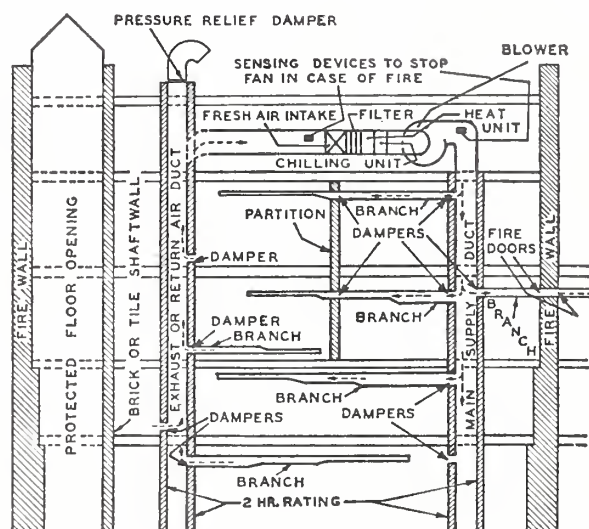 PRESSURE RELIEF DAMPER
BLOWER
SENSING DEVICES TO STOP
FAN IN CASE OF FIRE
FRESH AIR INTAKE
FILTER
HEAT
UNIT
CHILLING UNIT
FIRE WALL
PROTECTED FLOOR OPENING
BRICK OR TILE SHAFTWALL
EXHAUST OR RETURN AIR DUCT
PARTITION
BRANCH
DAMPERS
DAMPER
BRANCH
MAIN SUPPLY DUCT
FIRE
DOORS
BRANCH
FIRE WALL
DAMPER
BRANCH
BRANCH
DAMPERS
DAMPERS
BRANCH
2 HR. RATING